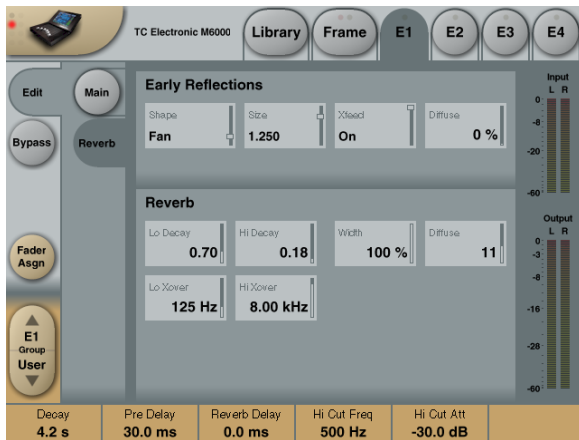 TC Electronic M6000
Library
Frame
E1
E2
E3
E4
Edit
Main
Bypass
Reverb
Fader
Asgn
E1
Group
User
Early Reflections
Shape
Fan
Size
1.250
Xfeed
On
Diffuse
0 %
Reverb
Lo Decay
0.70
Hi Decay
0.18
Width
100 %
Diffuse
11
Lo Xover
125 Hz
Hi Xover
8.00 kHz
Input
L R
0
-8
-20
-60
Output
L R
0
-3
-8
-16
-28
-60
Decay
4.2 s
Pre Delay
30.0 ms
Reverb Delay
0.0 ms
Hi Cut Freq
500 Hz
Hi Cut Att
-30.0 dB